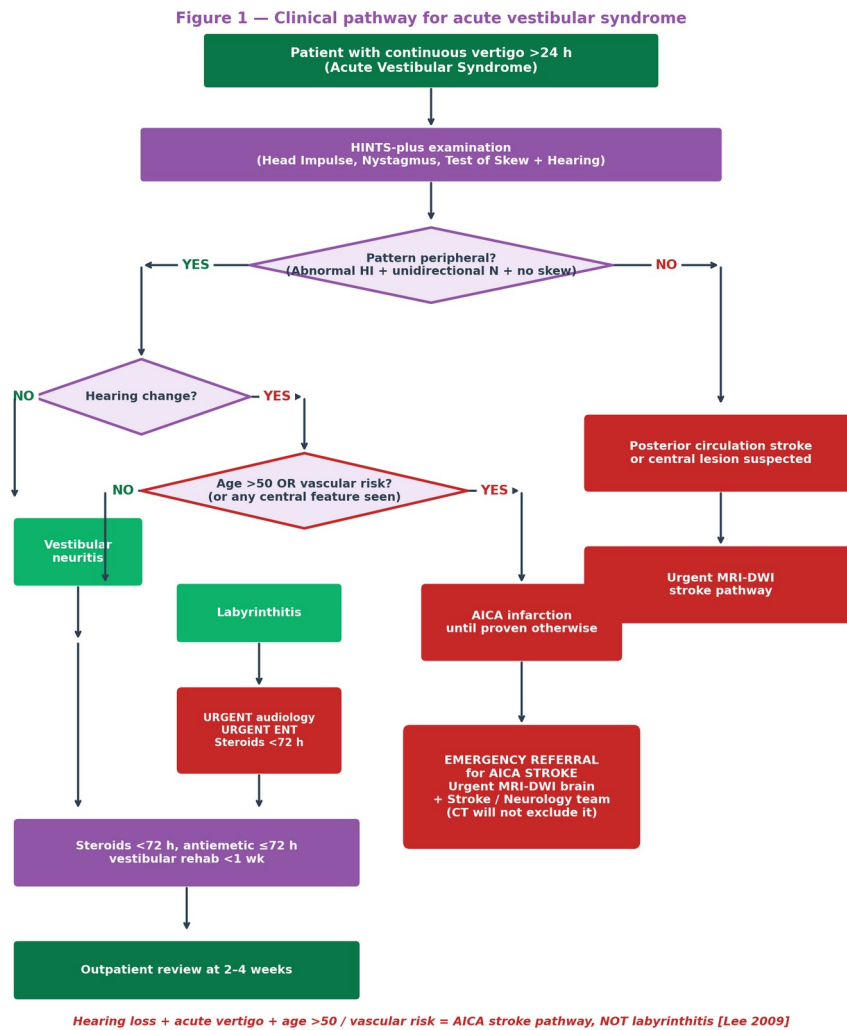 Figure 1 — Clinical pathway for acute vestibular syndrome
Patient with continuous vertigo >24 h
(Acute Vestibular Syndrome)
HINTS-plus examination
(Head Impulse, Nystagmus, Test of Skew + Hearing)
Pattern peripheral?
(Abnormal HI + unidirectional N + no skew)
YES
NO
Hearing change?
NO
YES
Posterior circulation stroke
or central lesion suspected
Age >50 OR vascular risk?
(or any central feature seen)
NO
YES
Vestibular
neuritis
Urgent MRI-DWI
stroke pathway
Labyrinthitis
AICA infarction
until proven otherwise
URGENT audiology
URGENT ENT
Steroids <72 h
EMERGENCY REFERRAL
for AICA STROKE
Urgent MRI-DWI brain
+ Stroke / Neurology team
(CT will not exclude it)
Steroids <72 h, antiemetic ≤72 h
vestibular rehab <1 wk
Outpatient review at 2–4 weeks
Hearing loss + acute vertigo + age >50 / vascular risk = AICA stroke pathway, NOT labyrinthitis [Lee 2009]